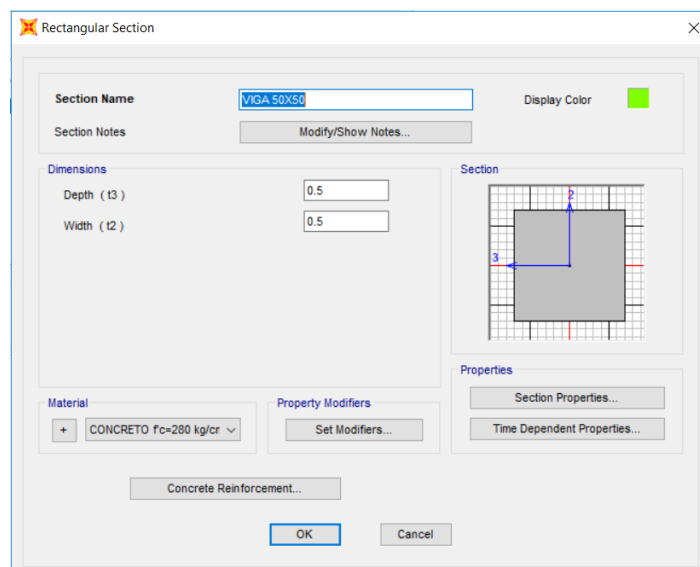 Rectangular Section
Section Name
VIGA 50X50
Display Color
Section Notes
Modify/Show Notes...
Dimensions
Depth ( t3 )
0.5
Width ( t2 )
0.5
Section
2
3
Properties
Section Properties...
Time Dependent Properties...
Material
+
CONCRETO f'c=280 kg/cr
Property Modifiers
Set Modifiers...
Concrete Reinforcement...
OK
Cancel